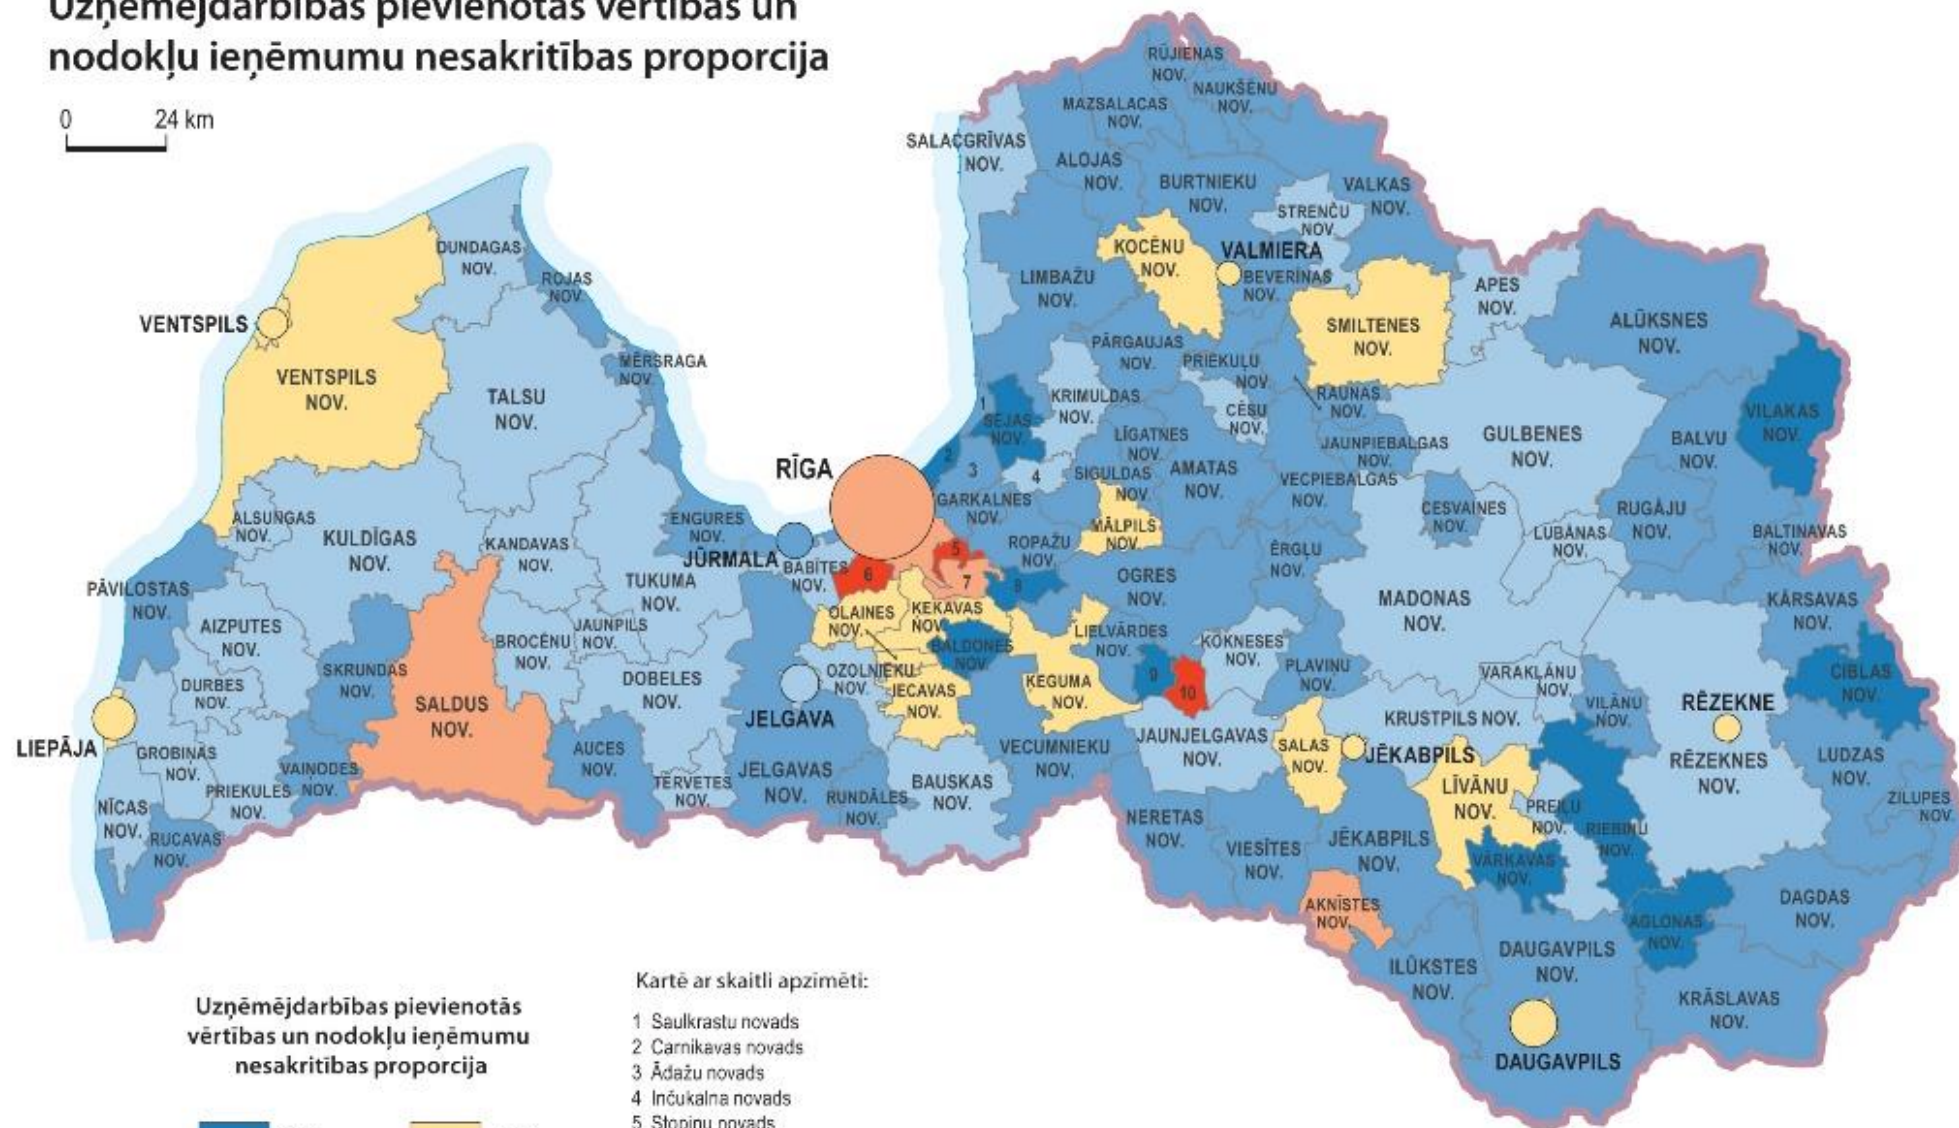 Uzņēmējdarbības pievienotās vērtības un
nodokļu ieņēmumu nesakritības proporcija
0 24 km
RŪJIENAS
NOV.
NAUKŠĒNU
NOV.
MAZSALACAS
NOV.
SALACGRĪVAS
NOV.
ALOJAS
NOV.
BURTNIEKU
NOV.
VALKAS
NOV.
STRENČU
NOV.
DUNDAGAS
NOV.
ROJAS
NOV.
KOCĒNU
NOV.
VALMIERA
BEVERĪNAS
NOV.
LIMBAŽU
NOV.
APES
NOV.
SMILTENES
NOV.
ALŪKSNES
NOV.
VENTSPILS
VENTSPILS
NOV.
MĒRSRAGA
NOV.
TALSU
NOV.
PĀRGAUJAS
NOV.
PRIEKUĻU
NOV.
RAUNAS
NOV.
1
SĒJAS
NOV.
KRIMULDAS
NOV.
CĒSU
NOV.
VIĻAKAS
NOV.
LĪGATNES
NOV.
JAUNPIEBALGAS
NOV.
GULBENES
NOV.
BALVU
NOV.
RĪGA
2
3
4
SIGULDAS
NOV.
AMATAS
NOV.
VECPIEBALGAS
NOV.
GARKALNES
NOV.
CESVAINES
NOV.
RUGĀJU
NOV.
LUBĀNAS
NOV.
BALTINAVAS
NOV.
ALSUNGAS
NOV.
KULDĪGAS
NOV.
KANDAVAS
NOV.
ENGURES
NOV.
JŪRMALA
BABĪTES
NOV.
MĀLPILS
NOV.
ROPAŽU
NOV.
ĒRGĻU
NOV.
5
6
7
8
OGRES
NOV.
TUKUMA
NOV.
PĀVILOSTAS
NOV.
AIZPUTES
NOV.
OLAINES
NOV.
ĶEKAVAS
NOV.
MADONAS
NOV.
KĀRSAVAS
NOV.
BROCĒNU
NOV.
JAUNPILS
NOV.
BALDONES
NOV.
LIELVĀRDES
NOV.
KOKNESES
NOV.
PĻAVIŅU
NOV.
VARAKĻĀNU
NOV.
CIBLAS
NOV.
DURBES
NOV.
SKRUNDAS
NOV.
SALDUS
NOV.
DOBELES
NOV.
OZOLNIEKU
NOV.
IECAVAS
NOV.
ĶEGUMA
NOV.
9
10
VIĻĀNU
NOV.
RĒZEKNE
JELGAVA
KRUSTPILS NOV.
LIEPĀJA
GROBIŅAS
NOV.
VAIŅODES
NOV.
PRIEKULES
NOV.
AUCES
NOV.
TĒRVETES
NOV.
JELGAVAS
NOV.
RUNDĀLES
NOV.
BAUSKAS
NOV.
VECUMNIEKU
NOV.
JAUNJELGAVAS
NOV.
SALAS
NOV.
JĒKABPILS
RĒZEKNES
NOV.
LUDZAS
NOV.
LĪVĀNU
NOV.
PREIĻU
NOV.
RIEBIŅU
NOV.
ZILUPES
NOV.
NĪCAS
NOV.
RUCAVAS
NOV.
NERETAS
NOV.
VIESĪTES
NOV.
JĒKABPILS
NOV.
VĀRKAVAS
NOV.
AKNĪSTES
NOV.
DAGDAS
NOV.
AGLONAS
NOV.
ILŪKSTES
NOV.
DAUGAVPILS
NOV.
KRĀSLAVAS
NOV.
DAUGAVPILS
Uzņēmējdarbības pievienotās
vērtības un nodokļu ieņēmumu
nesakritības proporcija
Kartē ar skaitli apzīmēti:
1 Saulkrastu novads
2 Carnikavas novads
3 Ādažu novads
4 Inčukalna novads
5 Stopiņu novads